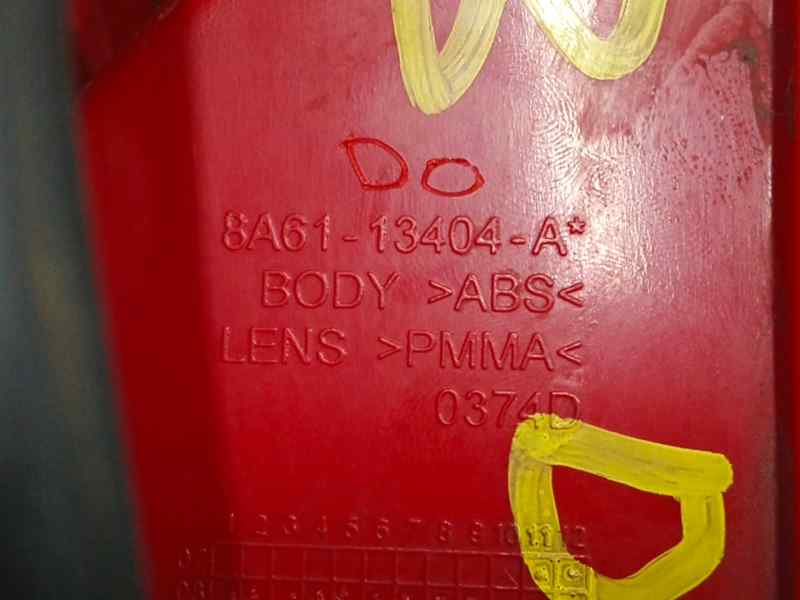 DO
8A61-13404-A*
BODY >ABS<
LENS >PMMA<
0374D
1 2 3 4 5 6 7 8 9 10 11 12